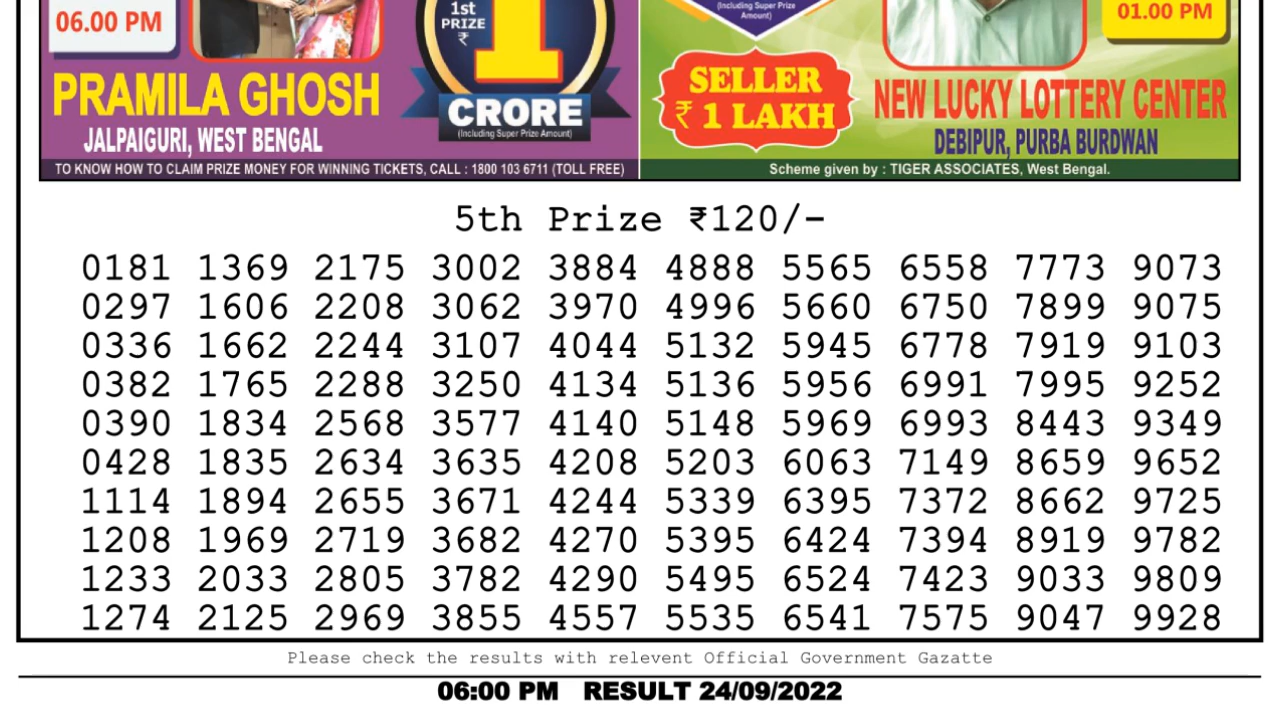 06.00 PM
1st
PRIZE
₹
1
CRORE
(Including Super Prize Amount)
PRAMILA GHOSH
JALPAIGURI, WEST BENGAL
TO KNOW HOW TO CLAIM PRIZE MONEY FOR WINNING TICKETS, CALL : 1800 103 6711 (TOLL FREE)
(Including Super Prize
Amount)
01.00 PM
SELLER
₹ 1 LAKH
NEW LUCKY LOTTERY CENTER
DEBIPUR, PURBA BURDWAN
Scheme given by : TIGER ASSOCIATES, West Bengal.
5th Prize ₹120/-
0181 1369 2175 3002 3884 4888 5565 6558 7773 9073
0297 1606 2208 3062 3970 4996 5660 6750 7899 9075
0336 1662 2244 3107 4044 5132 5945 6778 7919 9103
0382 1765 2288 3250 4134 5136 5956 6991 7995 9252
0390 1834 2568 3577 4140 5148 5969 6993 8443 9349
0428 1835 2634 3635 4208 5203 6063 7149 8659 9652
1114 1894 2655 3671 4244 5339 6395 7372 8662 9725
1208 1969 2719 3682 4270 5395 6424 7394 8919 9782
1233 2033 2805 3782 4290 5495 6524 7423 9033 9809
1274 2125 2969 3855 4557 5535 6541 7575 9047 9928
Please check the results with relevent Official Government Gazatte
06:00 PM RESULT 24/09/2022